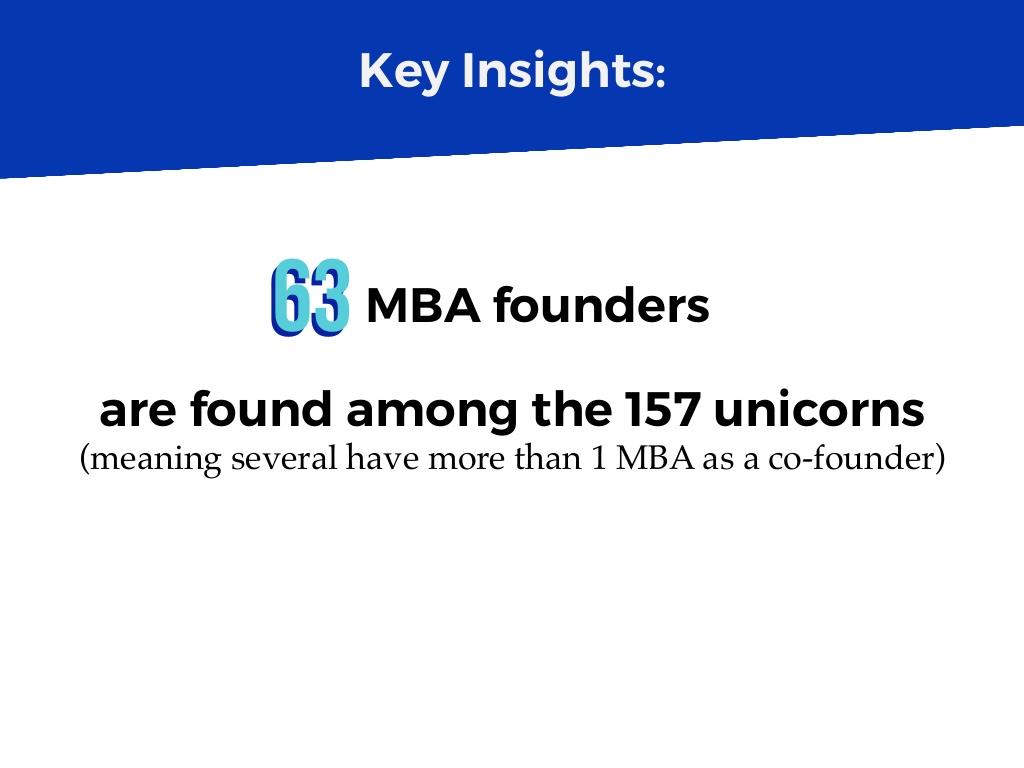 Key Insights:
63 MBA founders
are found among the 157 unicorns
(meaning several have more than 1 MBA as a co-founder)